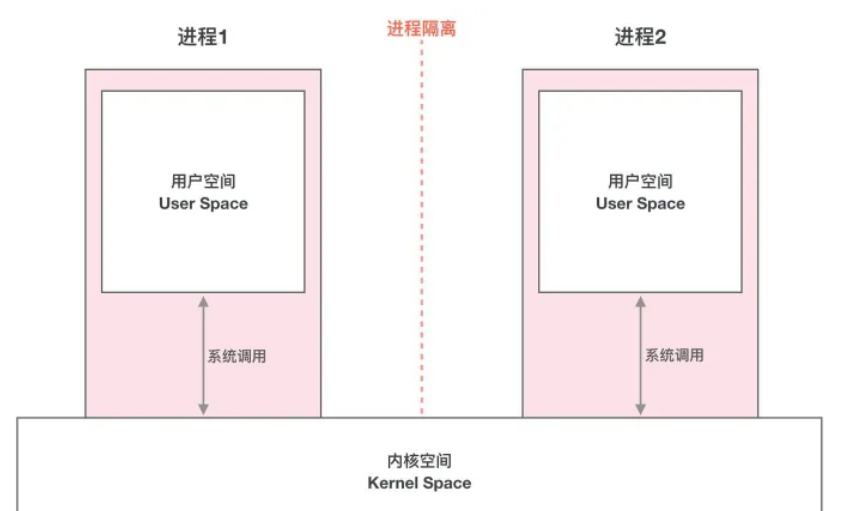 进程1
进程隔离
进程2
用户空间
User Space
用户空间
User Space
系统调用
系统调用
内核空间
Kernel Space